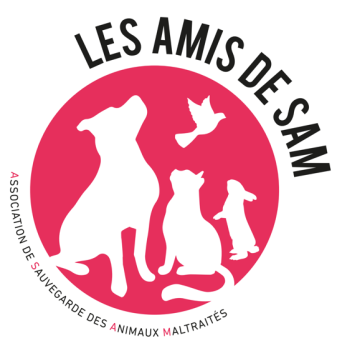 LES AMIS DE SAM
ASSOCIATION DE SAUVEGARDE DES ANIMAUX MALTRAITÉS